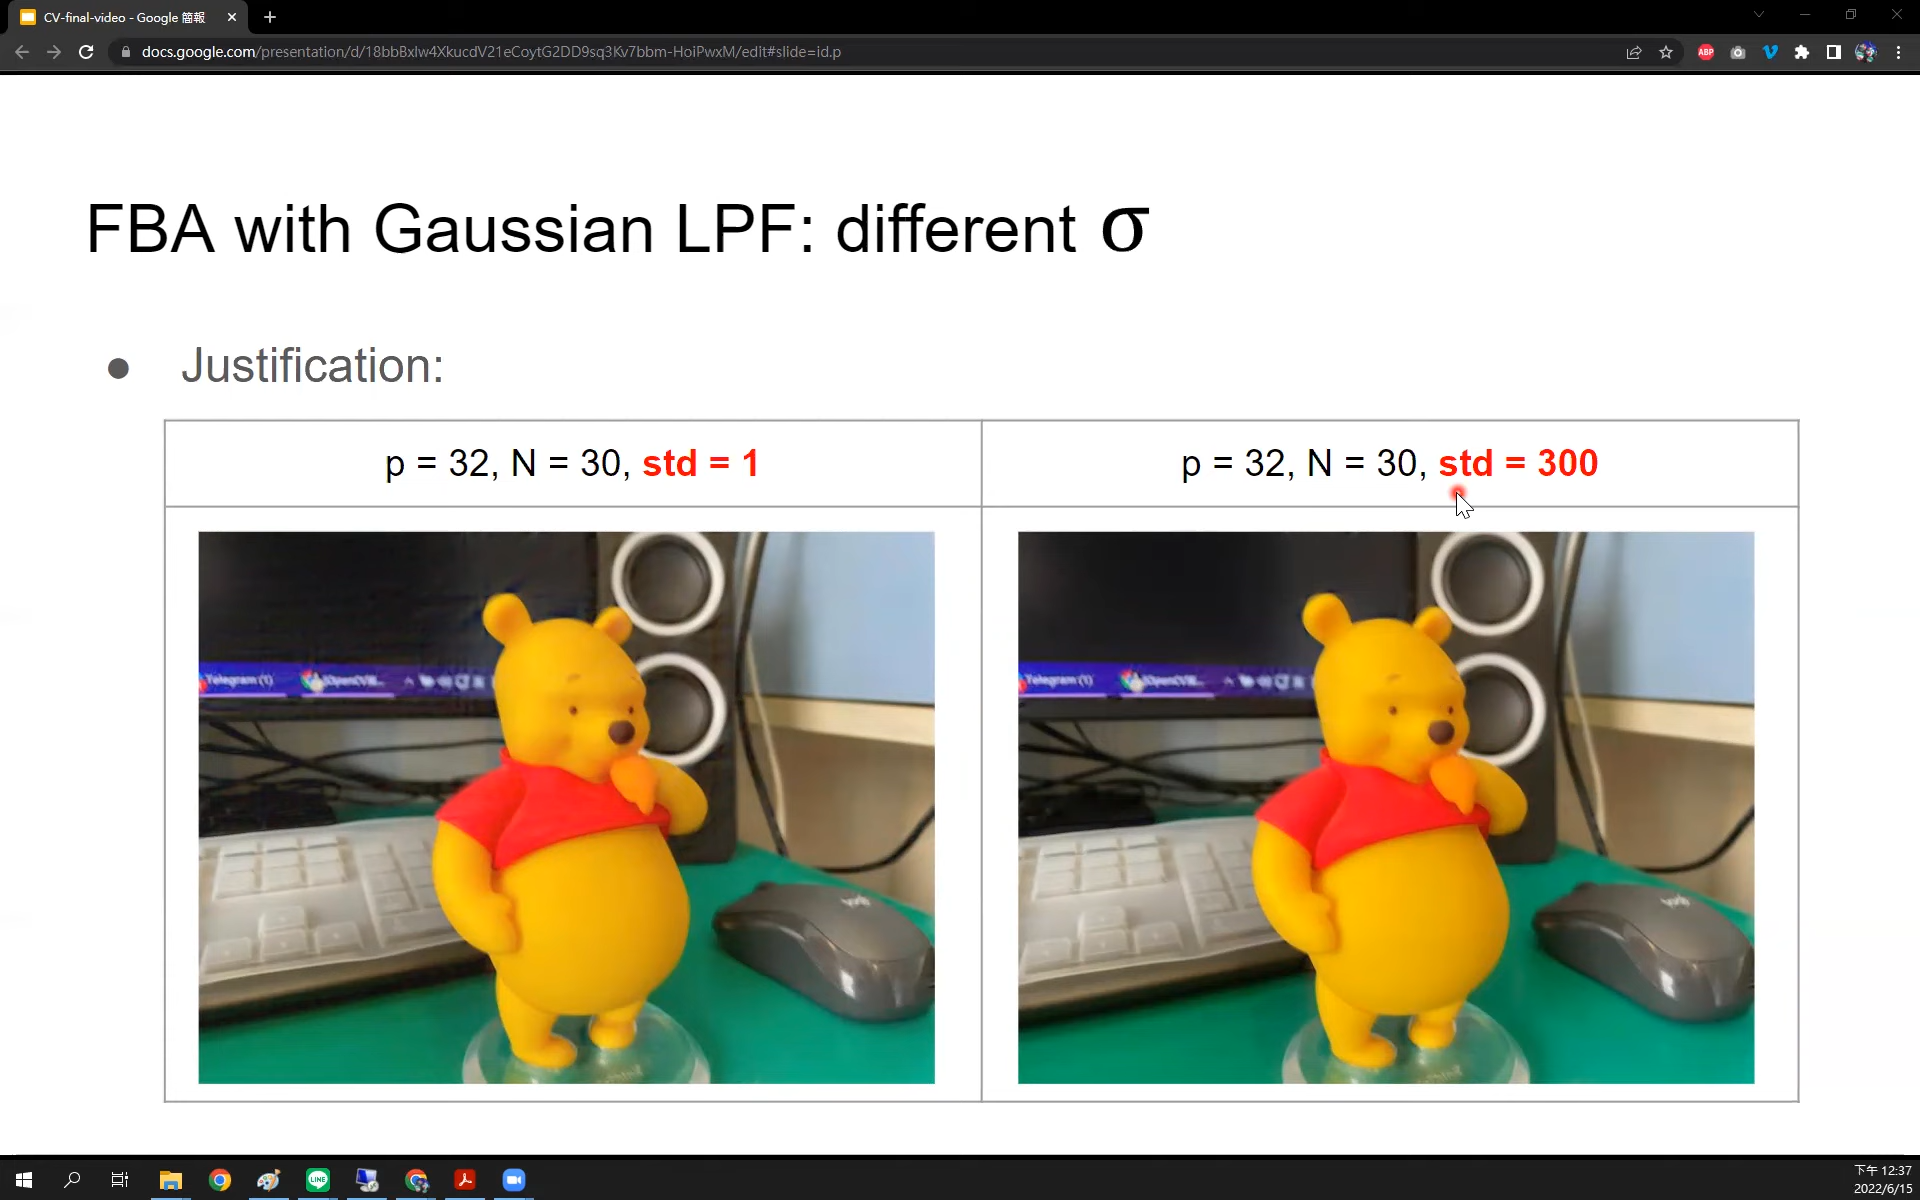 CV-final-video - Google 簡報
docs.google.com/presentation/d/18bbBxlw4XkucdV21eCoytG2DD9sq3Kv7bbm-HoiPwxM/edit#slide=id.p
ABP
FBA with Gaussian LPF: different σ
● Justification:
p = 32, N = 30, std = 1
p = 32, N = 30, std = 300
Telegram (1)
Telegram (1)
LINE
下午 12:37
2022/6/15